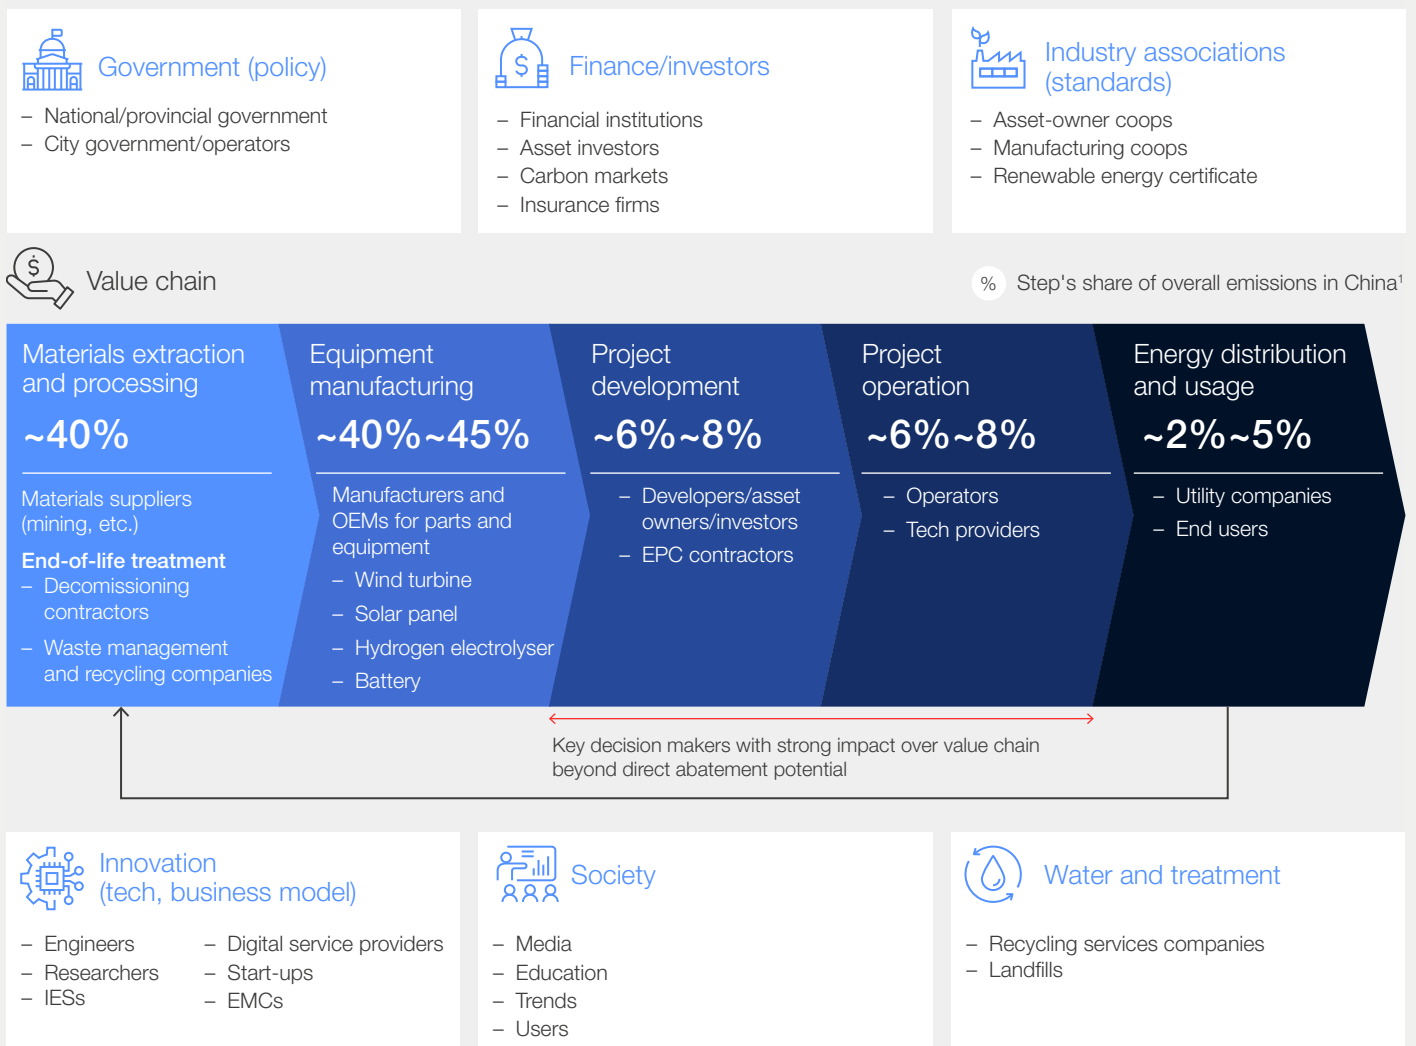 Government (policy)
– National/provincial government
– City government/operators
Finance/investors
– Financial institutions
– Asset investors
– Carbon markets
– Insurance firms
Industry associations
(standards)
– Asset-owner coops
– Manufacturing coops
– Renewable energy certificate
Value chain
% Step's share of overall emissions in China¹
Materials extraction
and processing
~40%
Materials suppliers
(mining, etc.)
End-of-life treatment
– Decomissioning
contractors
– Waste management
and recycling companies
Equipment
manufacturing
~40%~45%
Manufacturers and
OEMs for parts and
equipment
– Wind turbine
– Solar panel
– Hydrogen electrolyser
– Battery
Project
development
~6%~8%
– Developers/asset
owners/investors
– EPC contractors
Project
operation
~6%~8%
– Operators
– Tech providers
Energy distribution
and usage
~2%~5%
– Utility companies
– End users
Key decision makers with strong impact over value chain
beyond direct abatement potential
Innovation
(tech, business model)
– Engineers
– Researchers
– IESs
– Digital service providers
– Start-ups
– EMCs
Society
– Media
– Education
– Trends
– Users
Water and treatment
– Recycling services companies
– Landfills